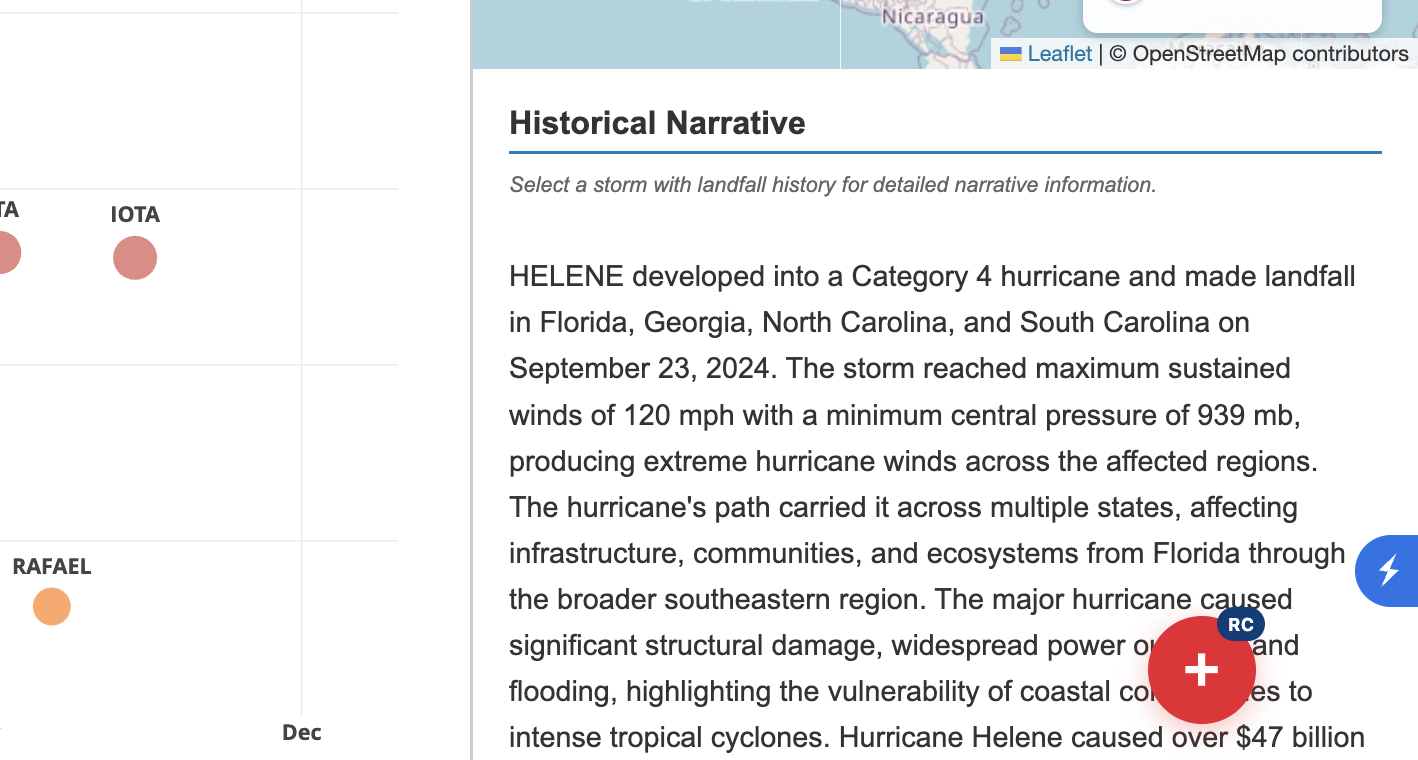 Nicaragua
Leaflet | © OpenStreetMap contributors
Historical Narrative
Select a storm with landfall history for detailed narrative information.
TA
IOTA
HELENE developed into a Category 4 hurricane and made landfall
in Florida, Georgia, North Carolina, and South Carolina on
September 23, 2024. The storm reached maximum sustained
winds of 120 mph with a minimum central pressure of 939 mb,
producing extreme hurricane winds across the affected regions.
The hurricane's path carried it across multiple states, affecting
infrastructure, communities, and ecosystems from Florida through
RAFAEL
the broader southeastern region. The major hurricane caused
RC
significant structural damage, widespread power and
+
flooding, highlighting the vulnerability of coastal to
intense tropical cyclones. Hurricane Helene caused over $47 billion
Dec